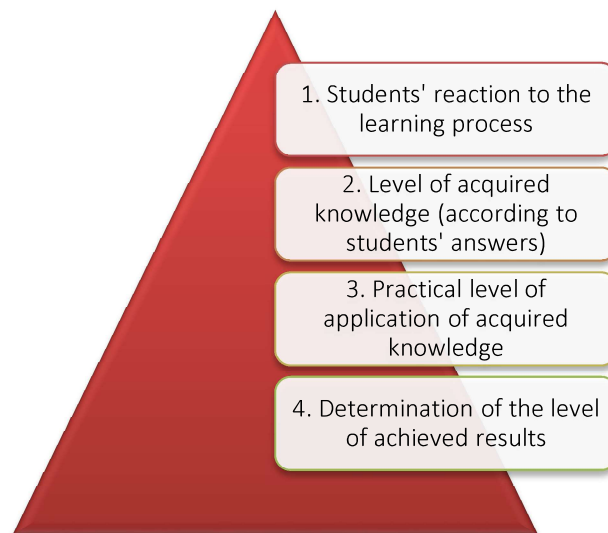 1. Students' reaction to the
learning process
2. Level of acquired
knowledge (according to
students' answers)
3. Practical level of
application of acquired
knowledge
4. Determination of the level
of achieved results